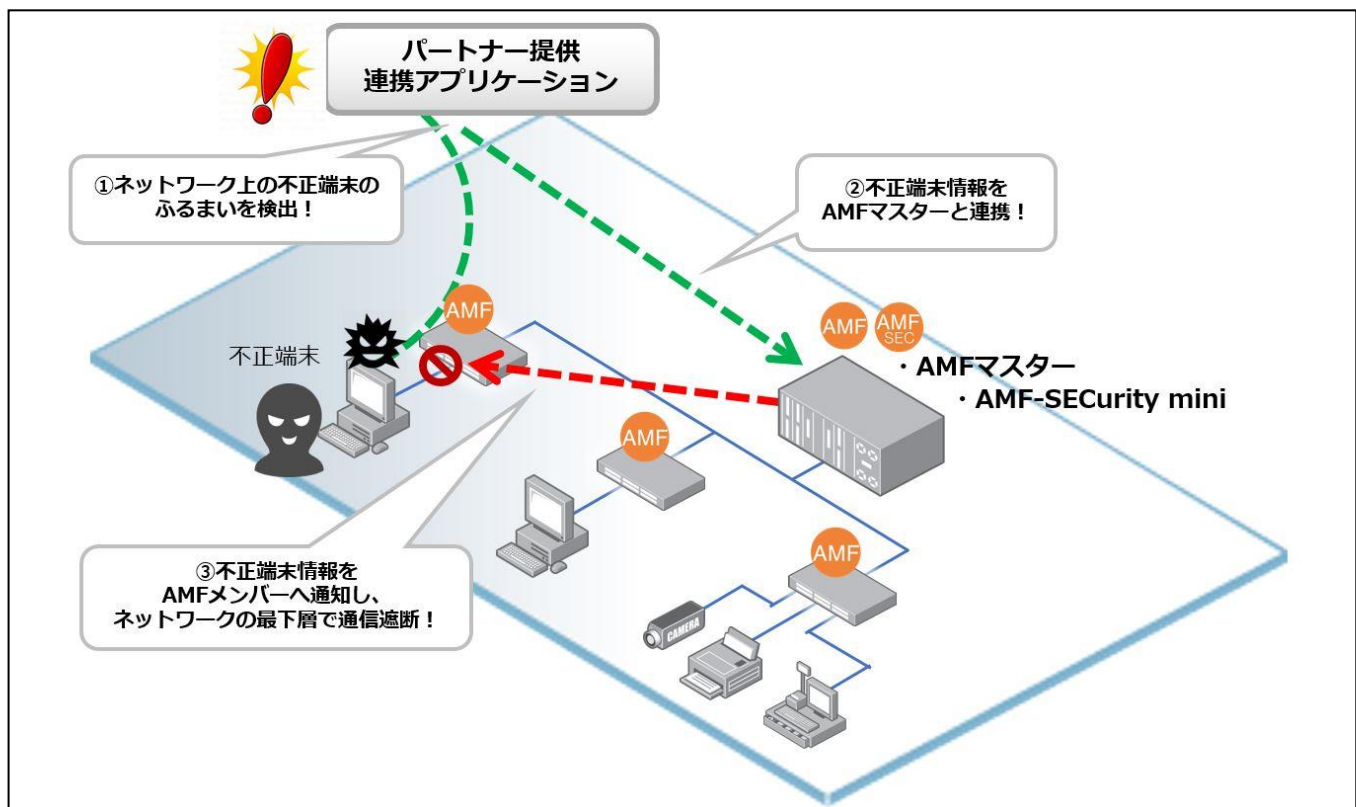 パートナー提供
連携アプリケーション
①ネットワーク上の不正端末の
ふるまいを検出！
②不正端末情報を
AMFマスターと連携！
AMF
AMF
AMF
SEC
不正端末
・AMFマスター
・AMF-SECurity mini
AMF
AMF
③不正端末情報を
AMFメンバーへ通知し、
ネットワークの最下層で通信遮断！
CAMERA